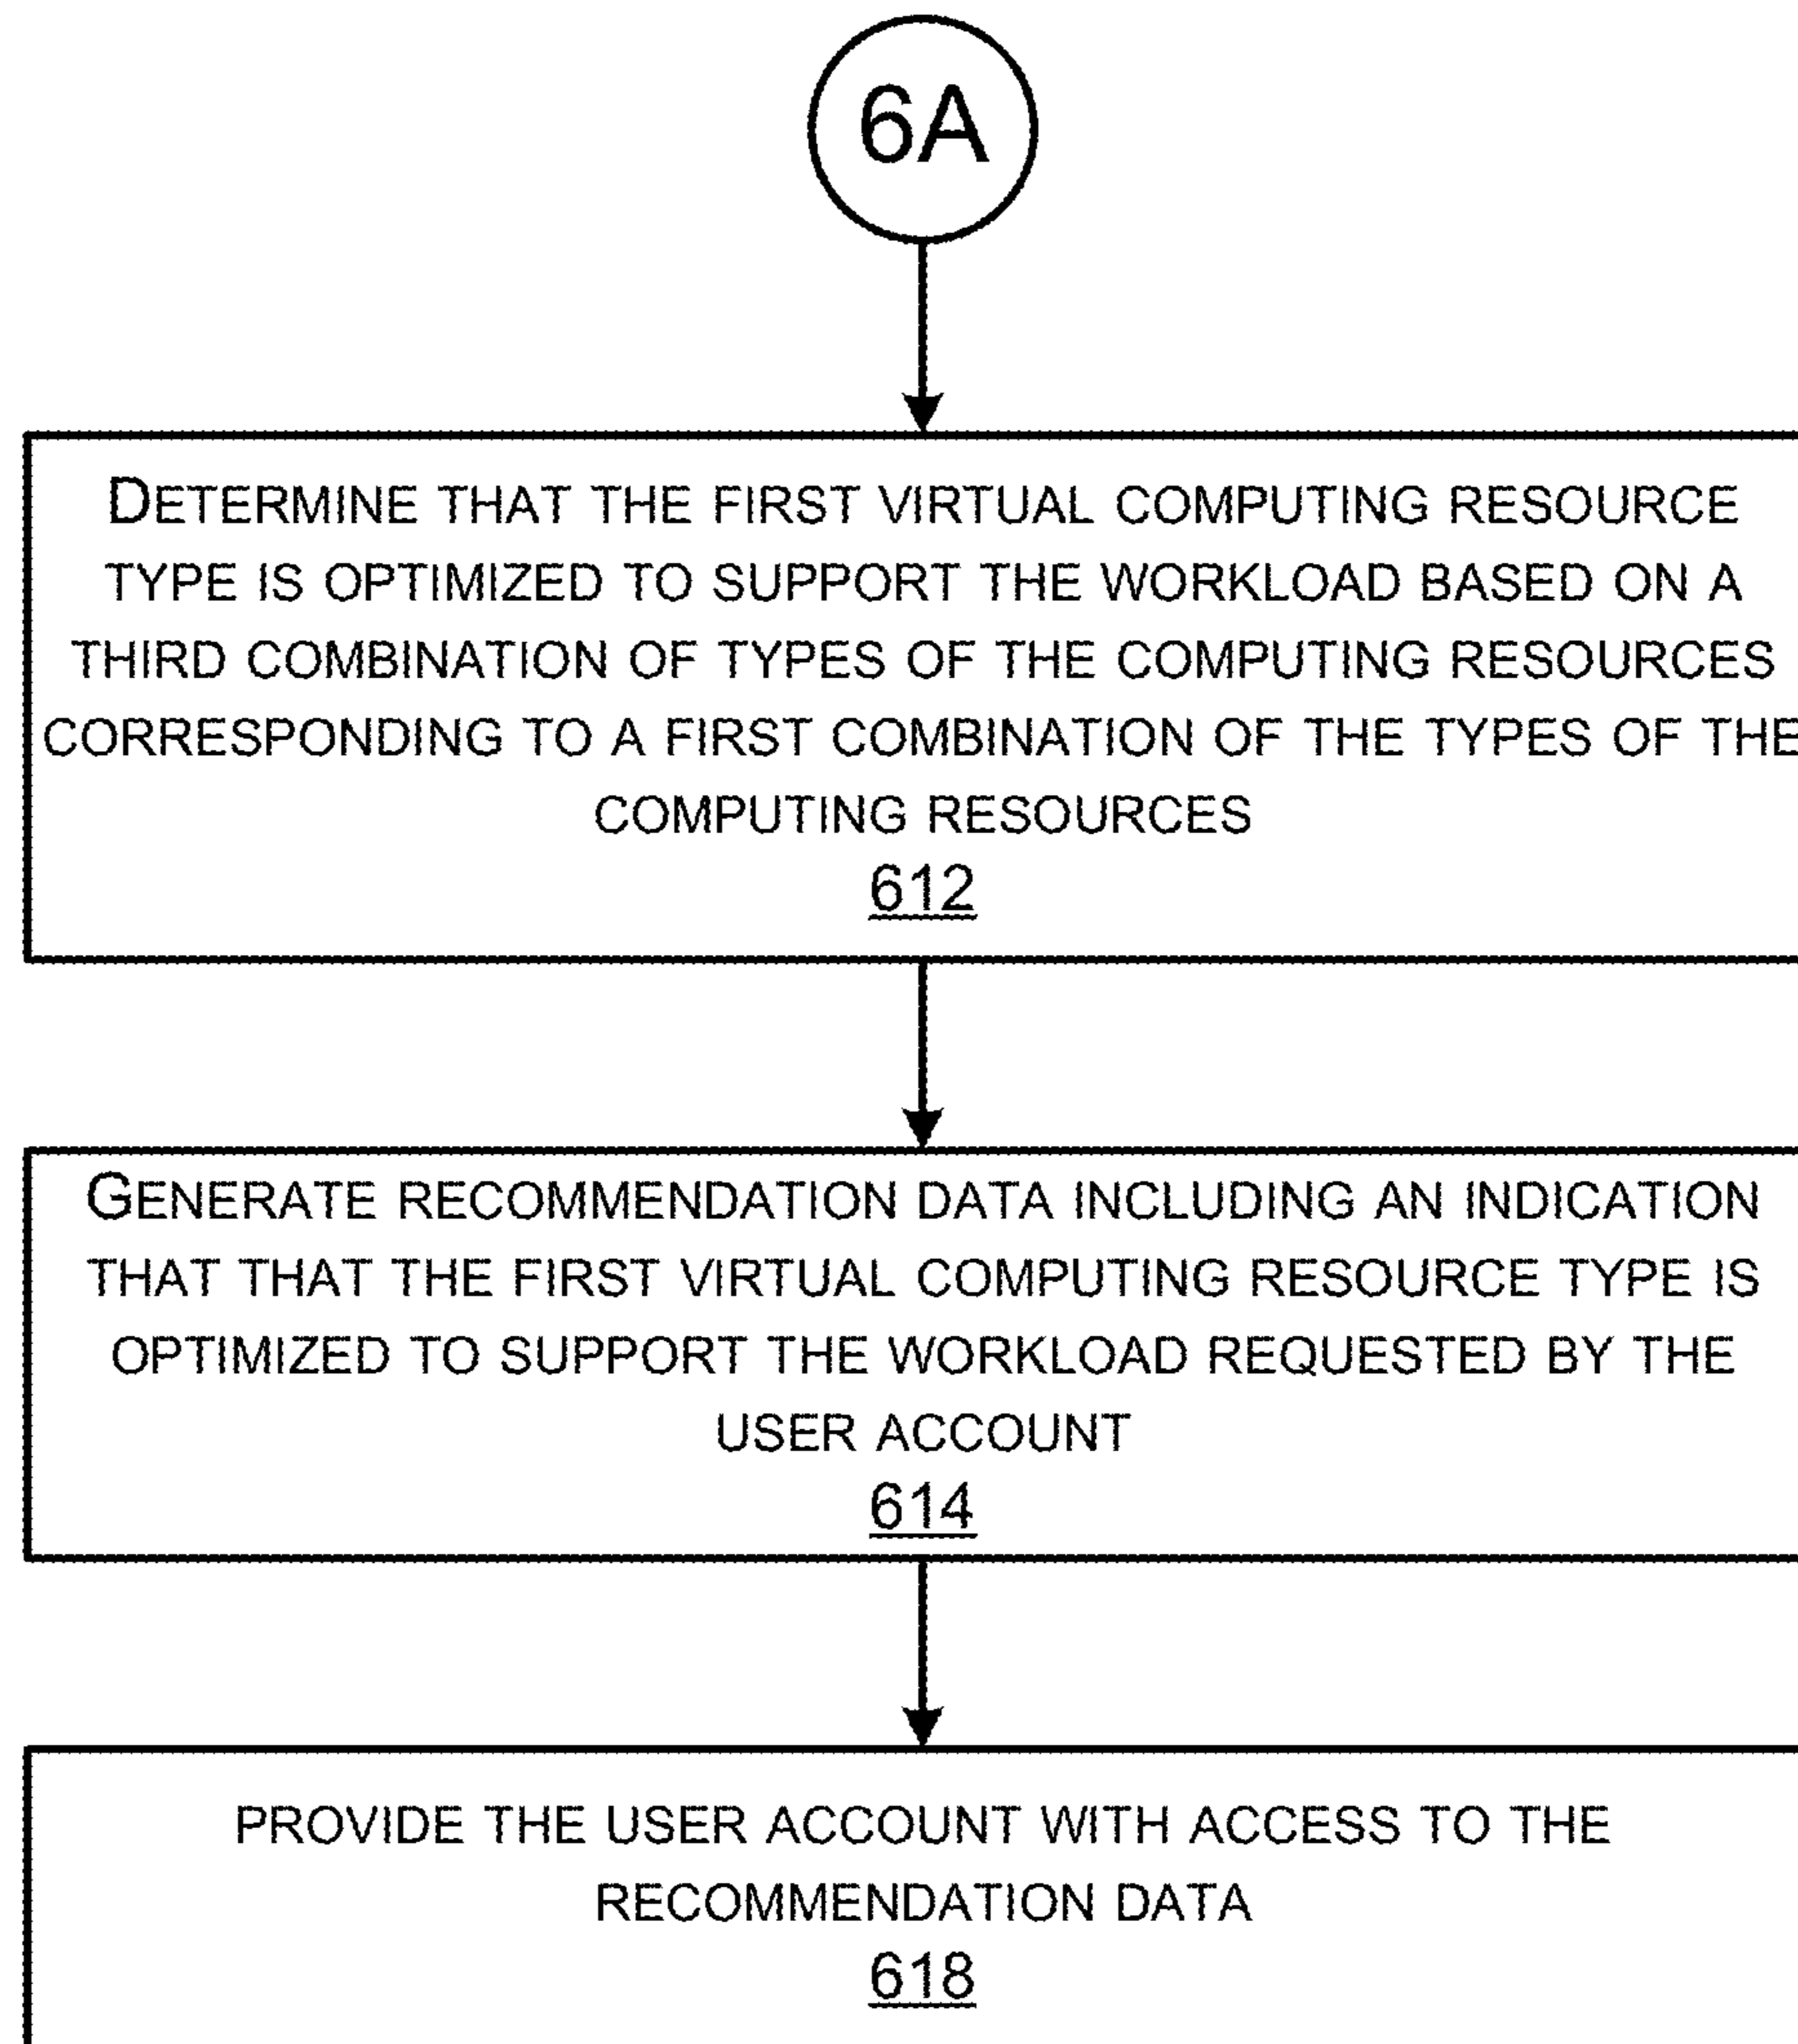 6A
DETERMINE THAT THE FIRST VIRTUAL COMPUTING RESOURCE
TYPE IS OPTIMIZED TO SUPPORT THE WORKLOAD BASED ON A
THIRD COMBINATION OF TYPES OF THE COMPUTING RESOURCES
CORRESPONDING TO A FIRST COMBINATION OF THE TYPES OF THE
COMPUTING RESOURCES
612
GENERATE RECOMMENDATION DATA INCLUDING AN INDICATION
THAT THAT THE FIRST VIRTUAL COMPUTING RESOURCE TYPE IS
OPTIMIZED TO SUPPORT THE WORKLOAD REQUESTED BY THE
USER ACCOUNT
614
PROVIDE THE USER ACCOUNT WITH ACCESS TO THE
RECOMMENDATION DATA
618